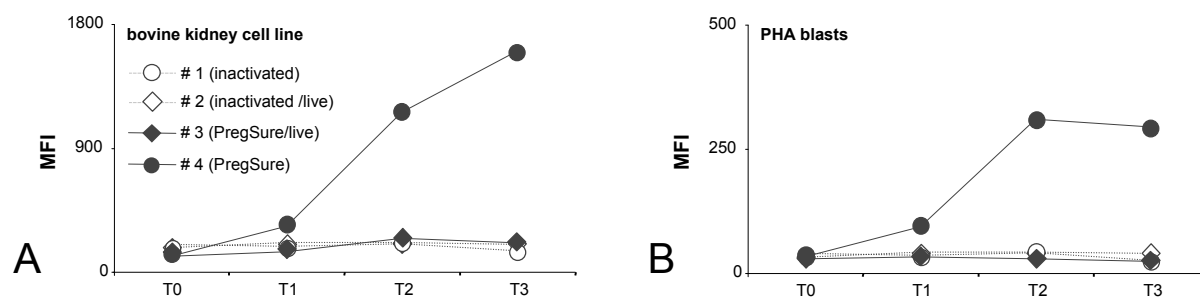 A
MFI
1800
900
0
bovine kidney cell line
# 1 (inactivated)
# 2 (inactivated /live)
# 3 (PregSure/live)
# 4 (PregSure)
T0 T1 T2 T3
B
MFI
500
250
0
PHA blasts
T0 T1 T2 T3